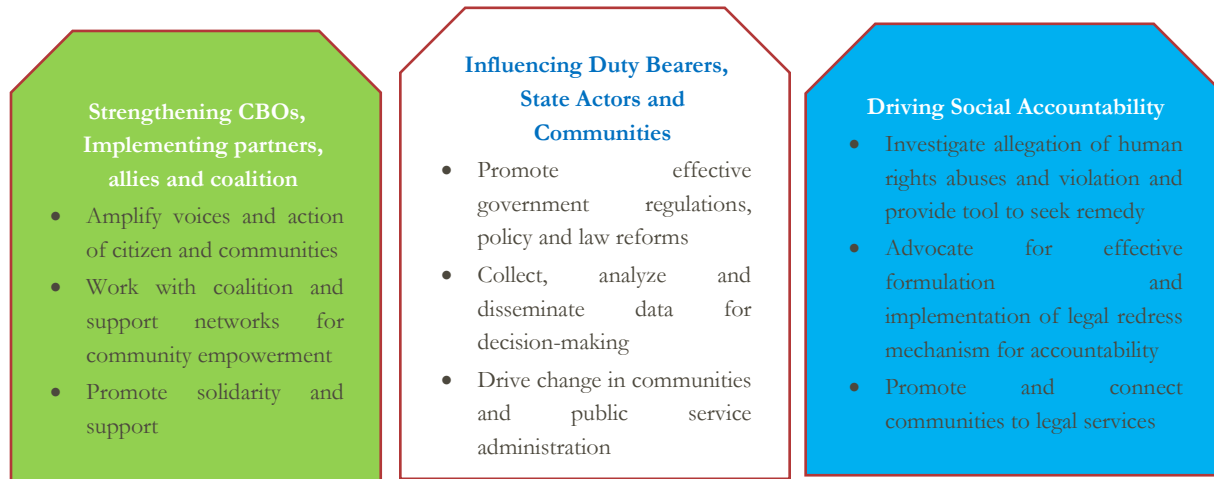 Strengthening CBOs,
Implementing partners,
allies and coalition
• Amplify voices and action
of citizen and communities
• Work with coalition and
support networks for
community empowerment
• Promote solidarity and
support
Influencing Duty Bearers,
State Actors and
Communities
• Promote effective
government regulations,
policy and law reforms
• Collect, analyze and
disseminate data for
decision-making
• Drive change in communities
and public service
administration
Driving Social Accountability
• Investigate allegation of human
rights abuses and violation and
provide tool to seek remedy
• Advocate for effective
formulation and
implementation of legal redress
mechanism for accountability
• Promote and connect
communities to legal services